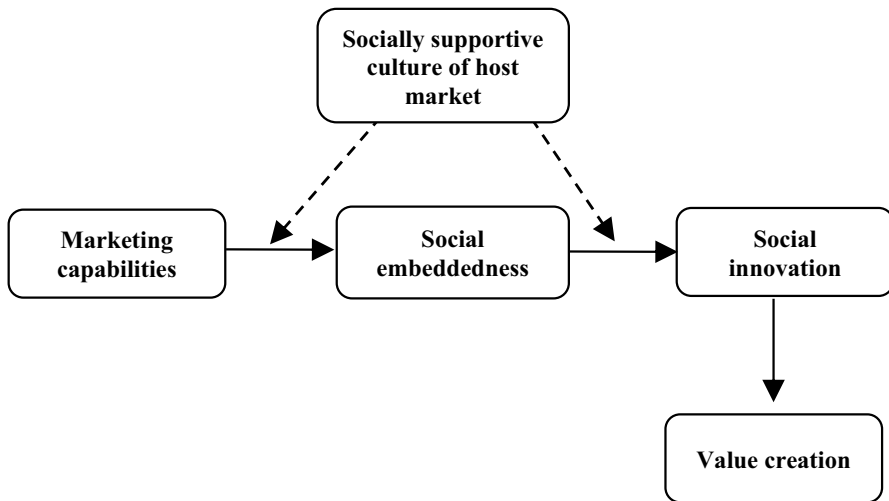 Socially supportive
culture of host
market
Marketing
capabilities
Social
embeddedness
Social
innovation
Value creation